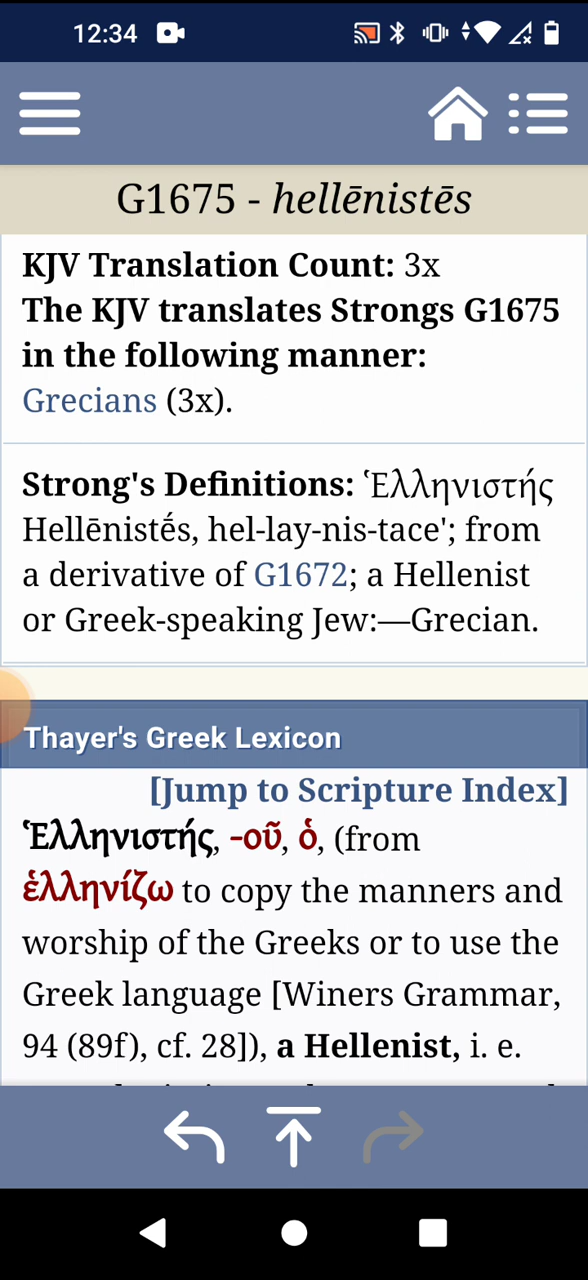 12:34
G1675 - hellēnistēs
KJV Translation Count: 3x
The KJV translates Strongs G1675
in the following manner:
Grecians (3x).
Strong's Definitions: Ἑλληνιστής
Hellēnistḗs, hel-lay-nis-tace'; from
a derivative of G1672; a Hellenist
or Greek-speaking Jew:—Grecian.
Thayer's Greek Lexicon
[Jump to Scripture Index]
Ἑλληνιστής, -οῦ, ὁ, (from
ἑλληνίζω to copy the manners and
worship of the Greeks or to use the
Greek language [Winers Grammar,
94 (89f), cf. 28]), a Hellenist, i. e.